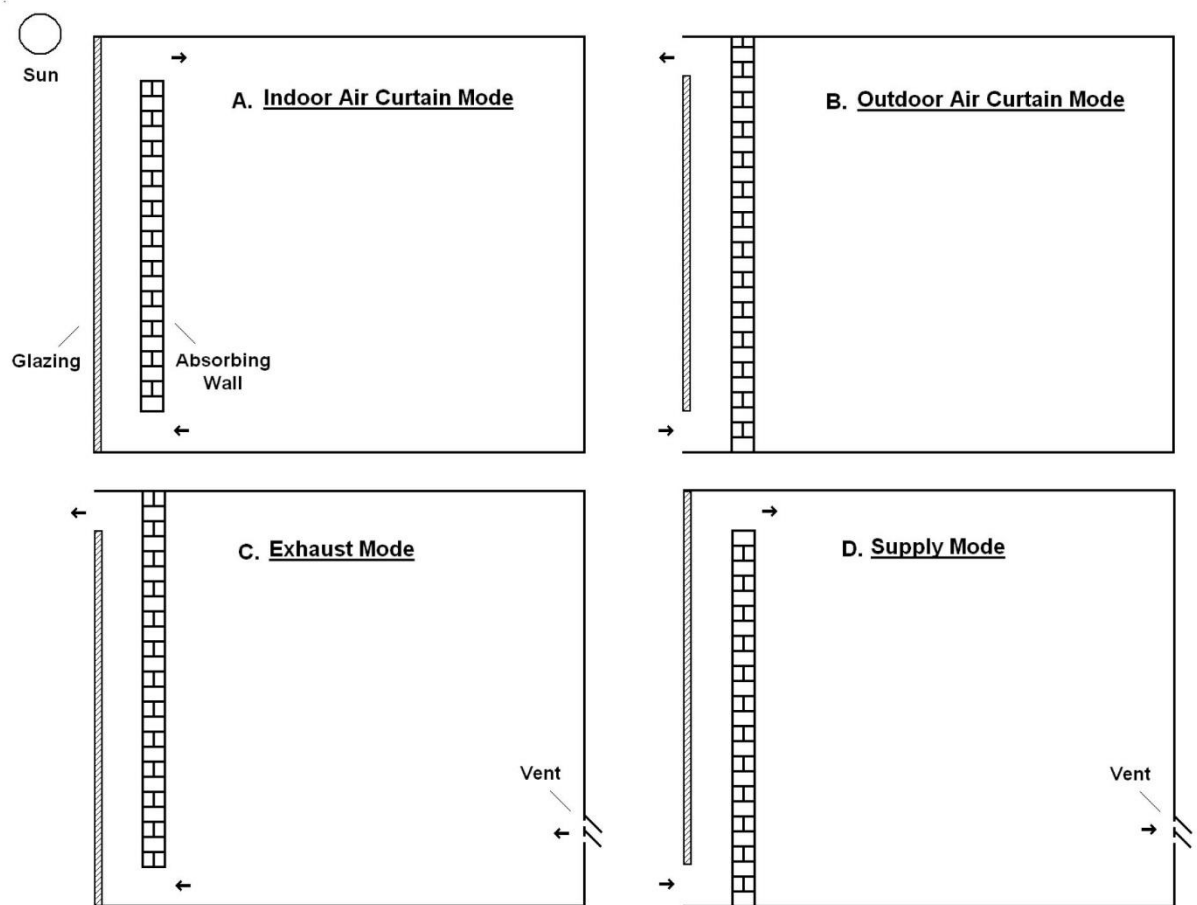 Sun
A. Indoor Air Curtain Mode
B. Outdoor Air Curtain Mode
Glazing
Absorbing
Wall
C. Exhaust Mode
D. Supply Mode
Vent
Vent